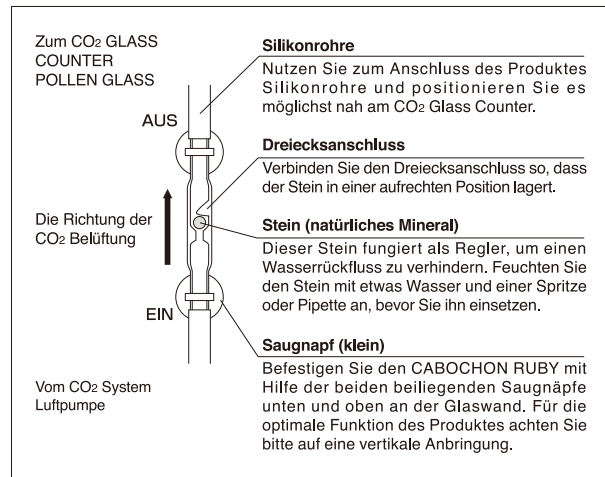 Zum CO2 GLASS
COUNTER
POLLEN GLASS
AUS
Die Richtung der
CO2 Belüftung
EIN
Vom CO2 System
Luftpumpe
Silikonrohre
Nutzen Sie zum Anschluss des Produktes
Silikonrohre und positionieren Sie es
möglichst nah am CO2 Glass Counter.
Dreiecksanschluss
Verbinden Sie den Dreiecksanschluss so, dass
der Stein in einer aufrechten Position lagert.
Stein (natürliches Mineral)
Dieser Stein fungiert als Regler, um einen
Wasserrückfluss zu verhindern. Feuchten Sie
den Stein mit etwas Wasser und einer Spritze
oder Pipette an, bevor Sie ihn einsetzen.
Saugnapf (klein)
Befestigen Sie den CABOCHON RUBY mit
Hilfe der beiden beiliegenden Saugnäpfe
unten und oben an der Glaswand. Für die
optimale Funktion des Produktes achten Sie
bitte auf eine vertikale Anbringung.